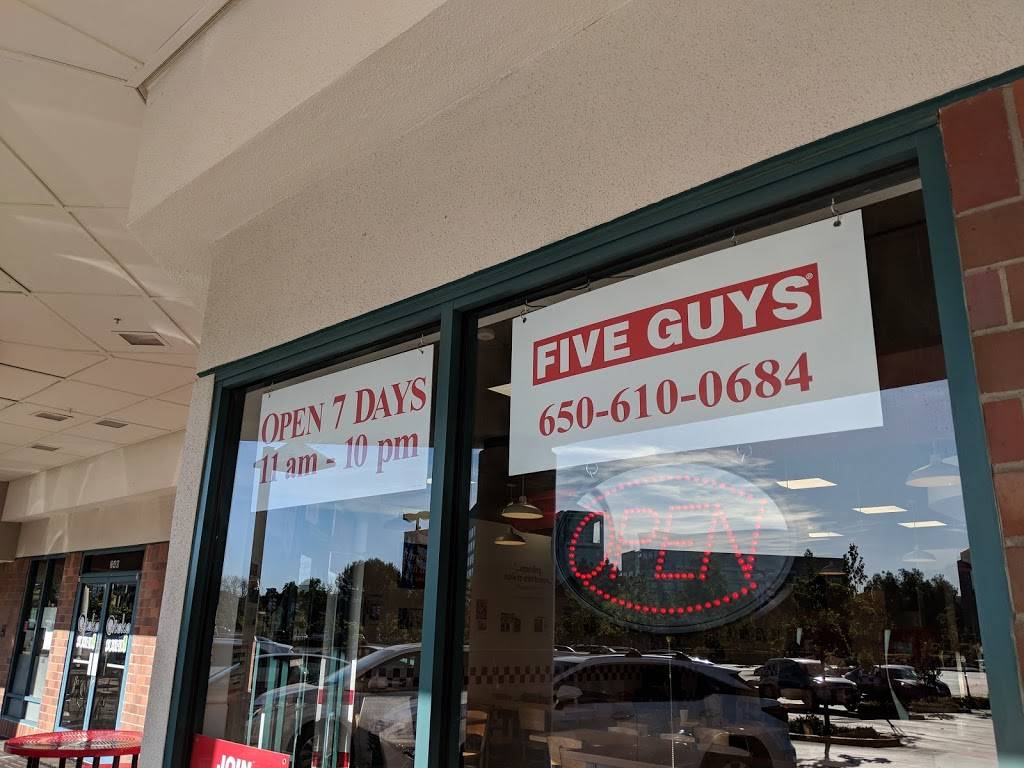 OPEN 7 DAYS
11 am - 10 pm
FIVE GUYS®
650-610-0684
OPEN
JOIN